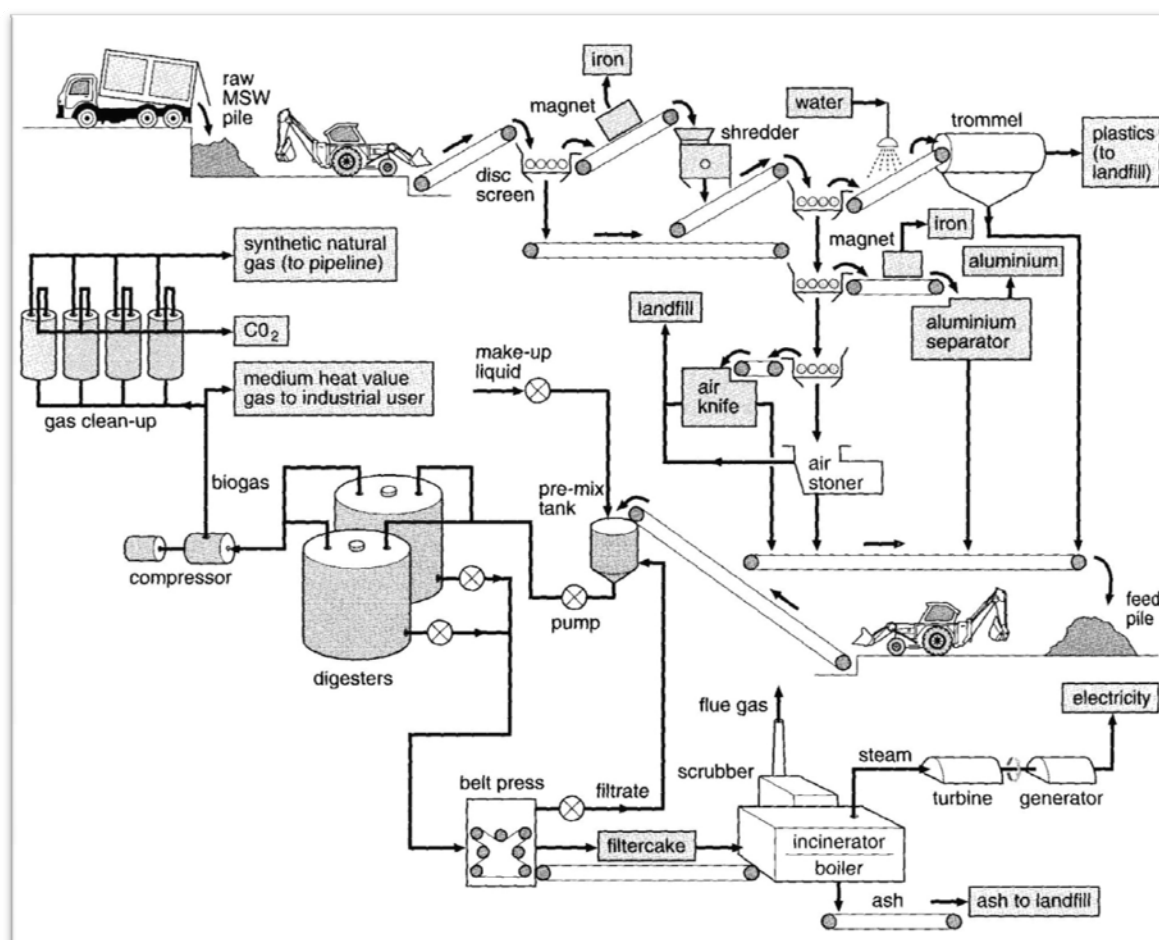 raw
MSW
pile
iron
magnet
shredder
disc
screen
water
trommel
plastics
(to
landfill)
magnet
iron
aluminium
aluminium
separator
synthetic natural
gas (to pipeline)
C0₂
medium heat value
gas to industrial user
gas clean-up
landfill
make-up
liquid
air
knife
air
stoner
biogas
pre-mix
tank
compressor
pump
digesters
feed
pile
flue gas
electricity
steam
scrubber
turbine
generator
belt press
filtrate
filtercake
incinerator
boiler
ash
ash to landfill